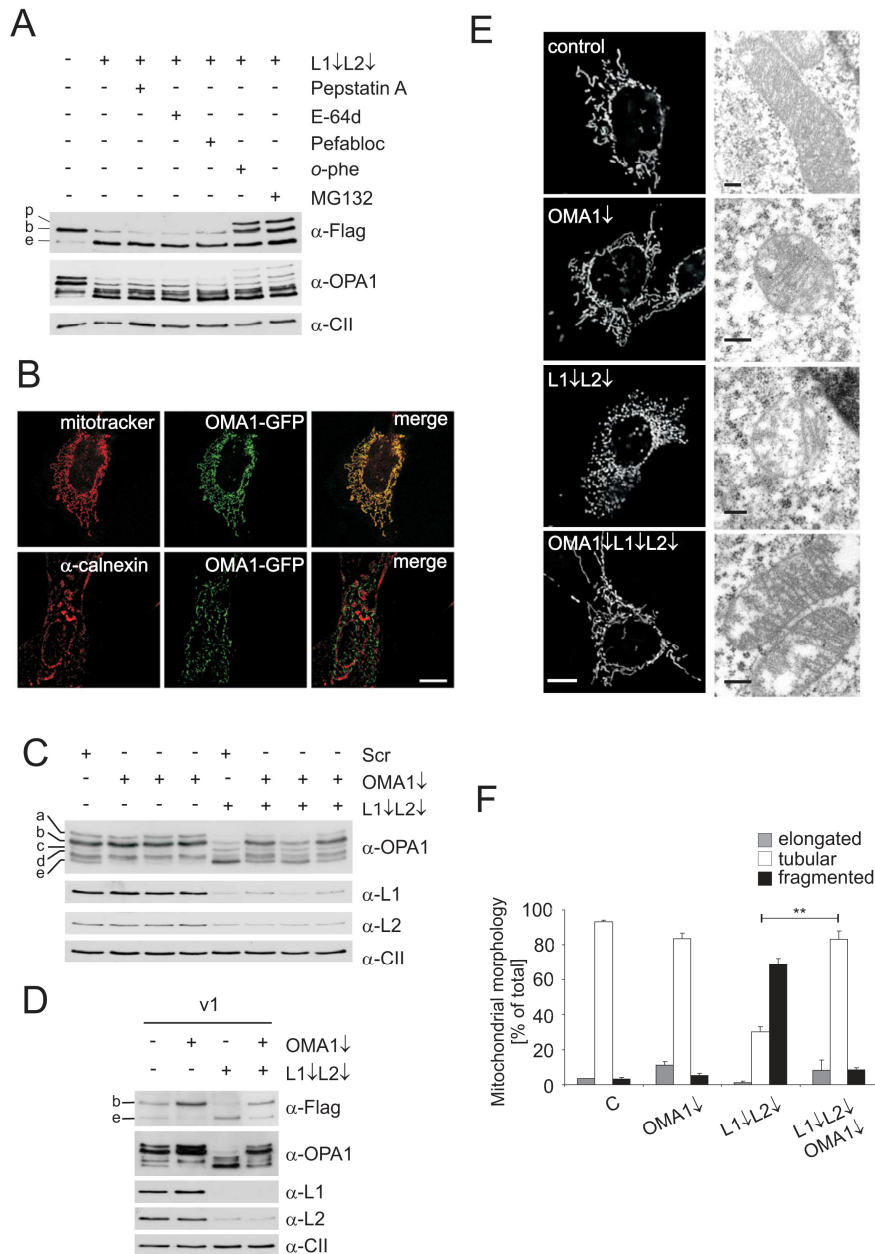 A
- + + + + + + L1↓L2↓
- - + - - - - Pepstatin A
- - - + - - - E-64d
- - - - + - - Pefabloc
- - - - - + - o-phe
- - - - - - + MG132
p
b
e
α-Flag
α-OPA1
α-CII
B
mitotracker OMA1-GFP merge
α-calnexin OMA1-GFP merge
C
+ - - - + - - - Scr
- + + + - + + + OMA1↓
- - - - + + + + L1↓L2↓
a
b
c
d
e
α-OPA1
α-L1
α-L2
α-CII
D
v1
- + - + OMA1↓
- - + + L1↓L2↓
b
e
α-Flag
α-OPA1
α-L1
α-L2
α-CII
E
control
OMA1↓
L1↓L2↓
OMA1↓L1↓L2↓
F
elongated
tubular
fragmented
Mitochondrial morphology
[% of total]
100
80
60
40
20
0
**
C
OMA1↓
L1↓L2↓
L1↓L2↓
OMA1↓